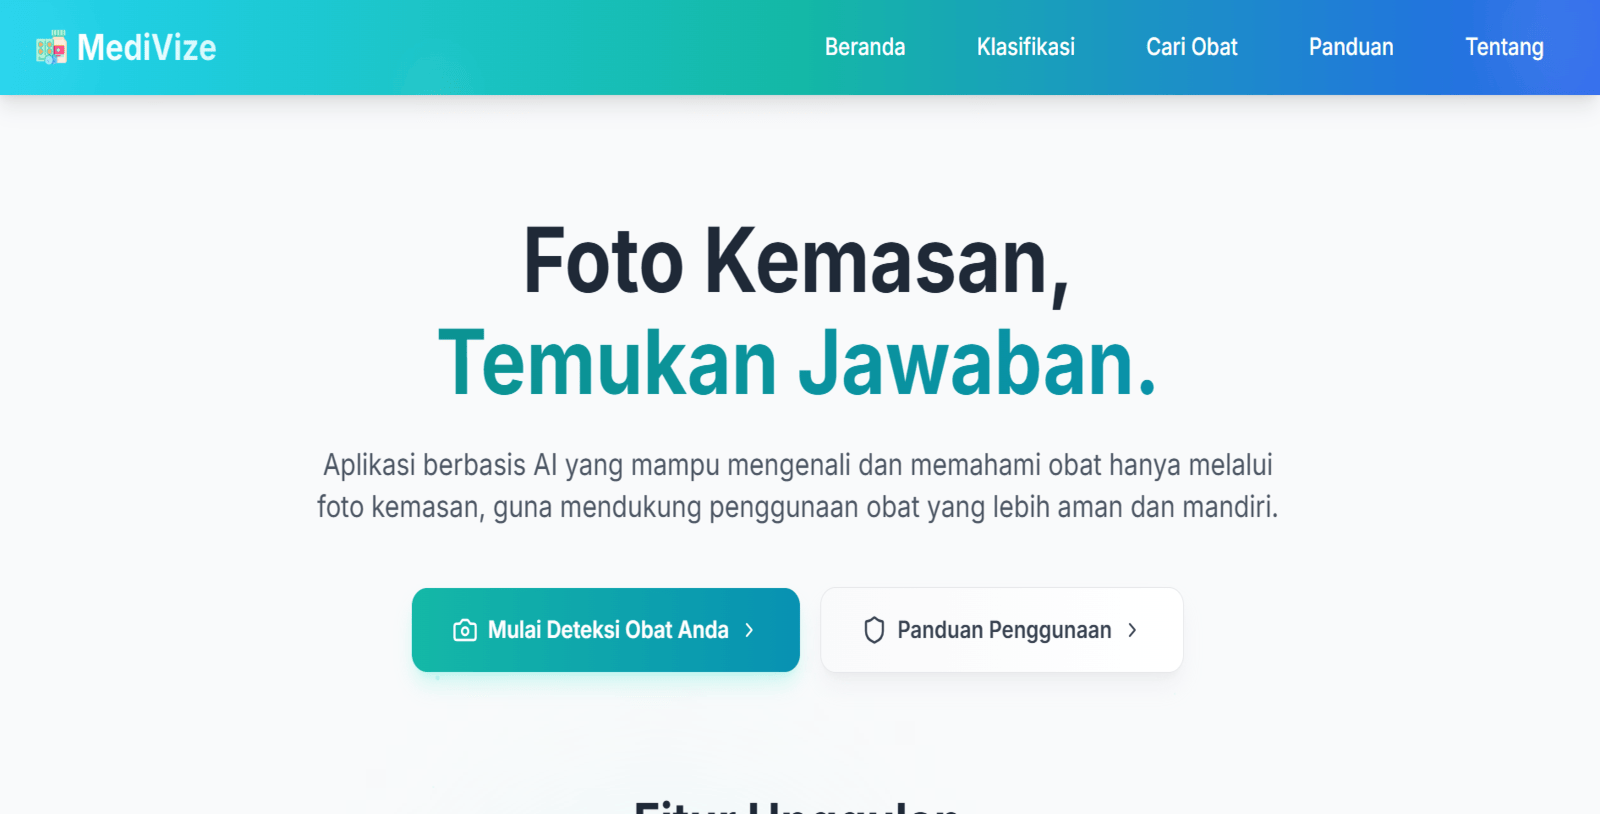 MediVize
Beranda
Klasifikasi
Cari Obat
Panduan
Tentang
Foto Kemasan,
Temukan Jawaban.
Aplikasi berbasis AI yang mampu mengenali dan memahami obat hanya melalui
foto kemasan, guna mendukung penggunaan obat yang lebih aman dan mandiri.
Mulai Deteksi Obat Anda
Panduan Penggunaan
Fitur Unggulan